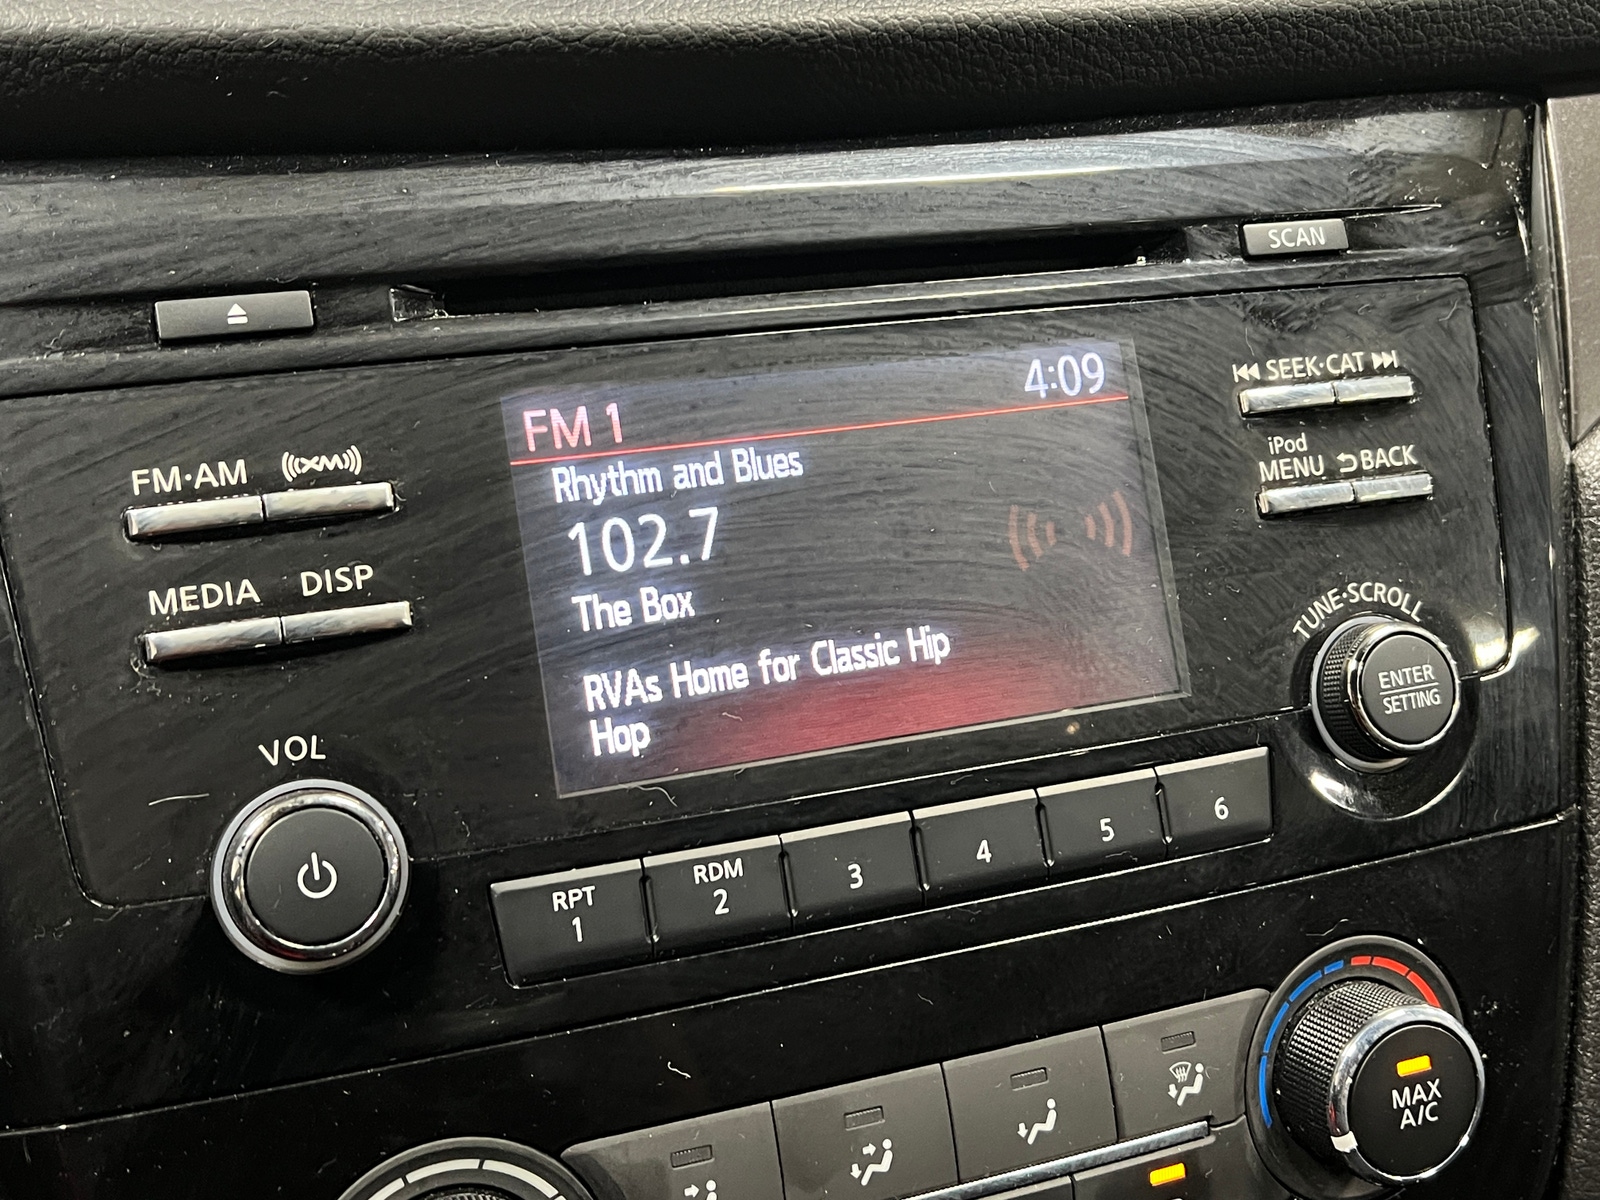 SCAN
SEEK·CAT
FM 1
4:09
FM·AM
XM
Rhythm and Blues
iPod
MENU
BACK
102.7
MEDIA
DISP
The Box
TUNE·SCROLL
RVAs Home for Classic Hip
Hop
ENTER
SETTING
VOL
RPT
1
RDM
2
3
4
5
6
MAX
A/C